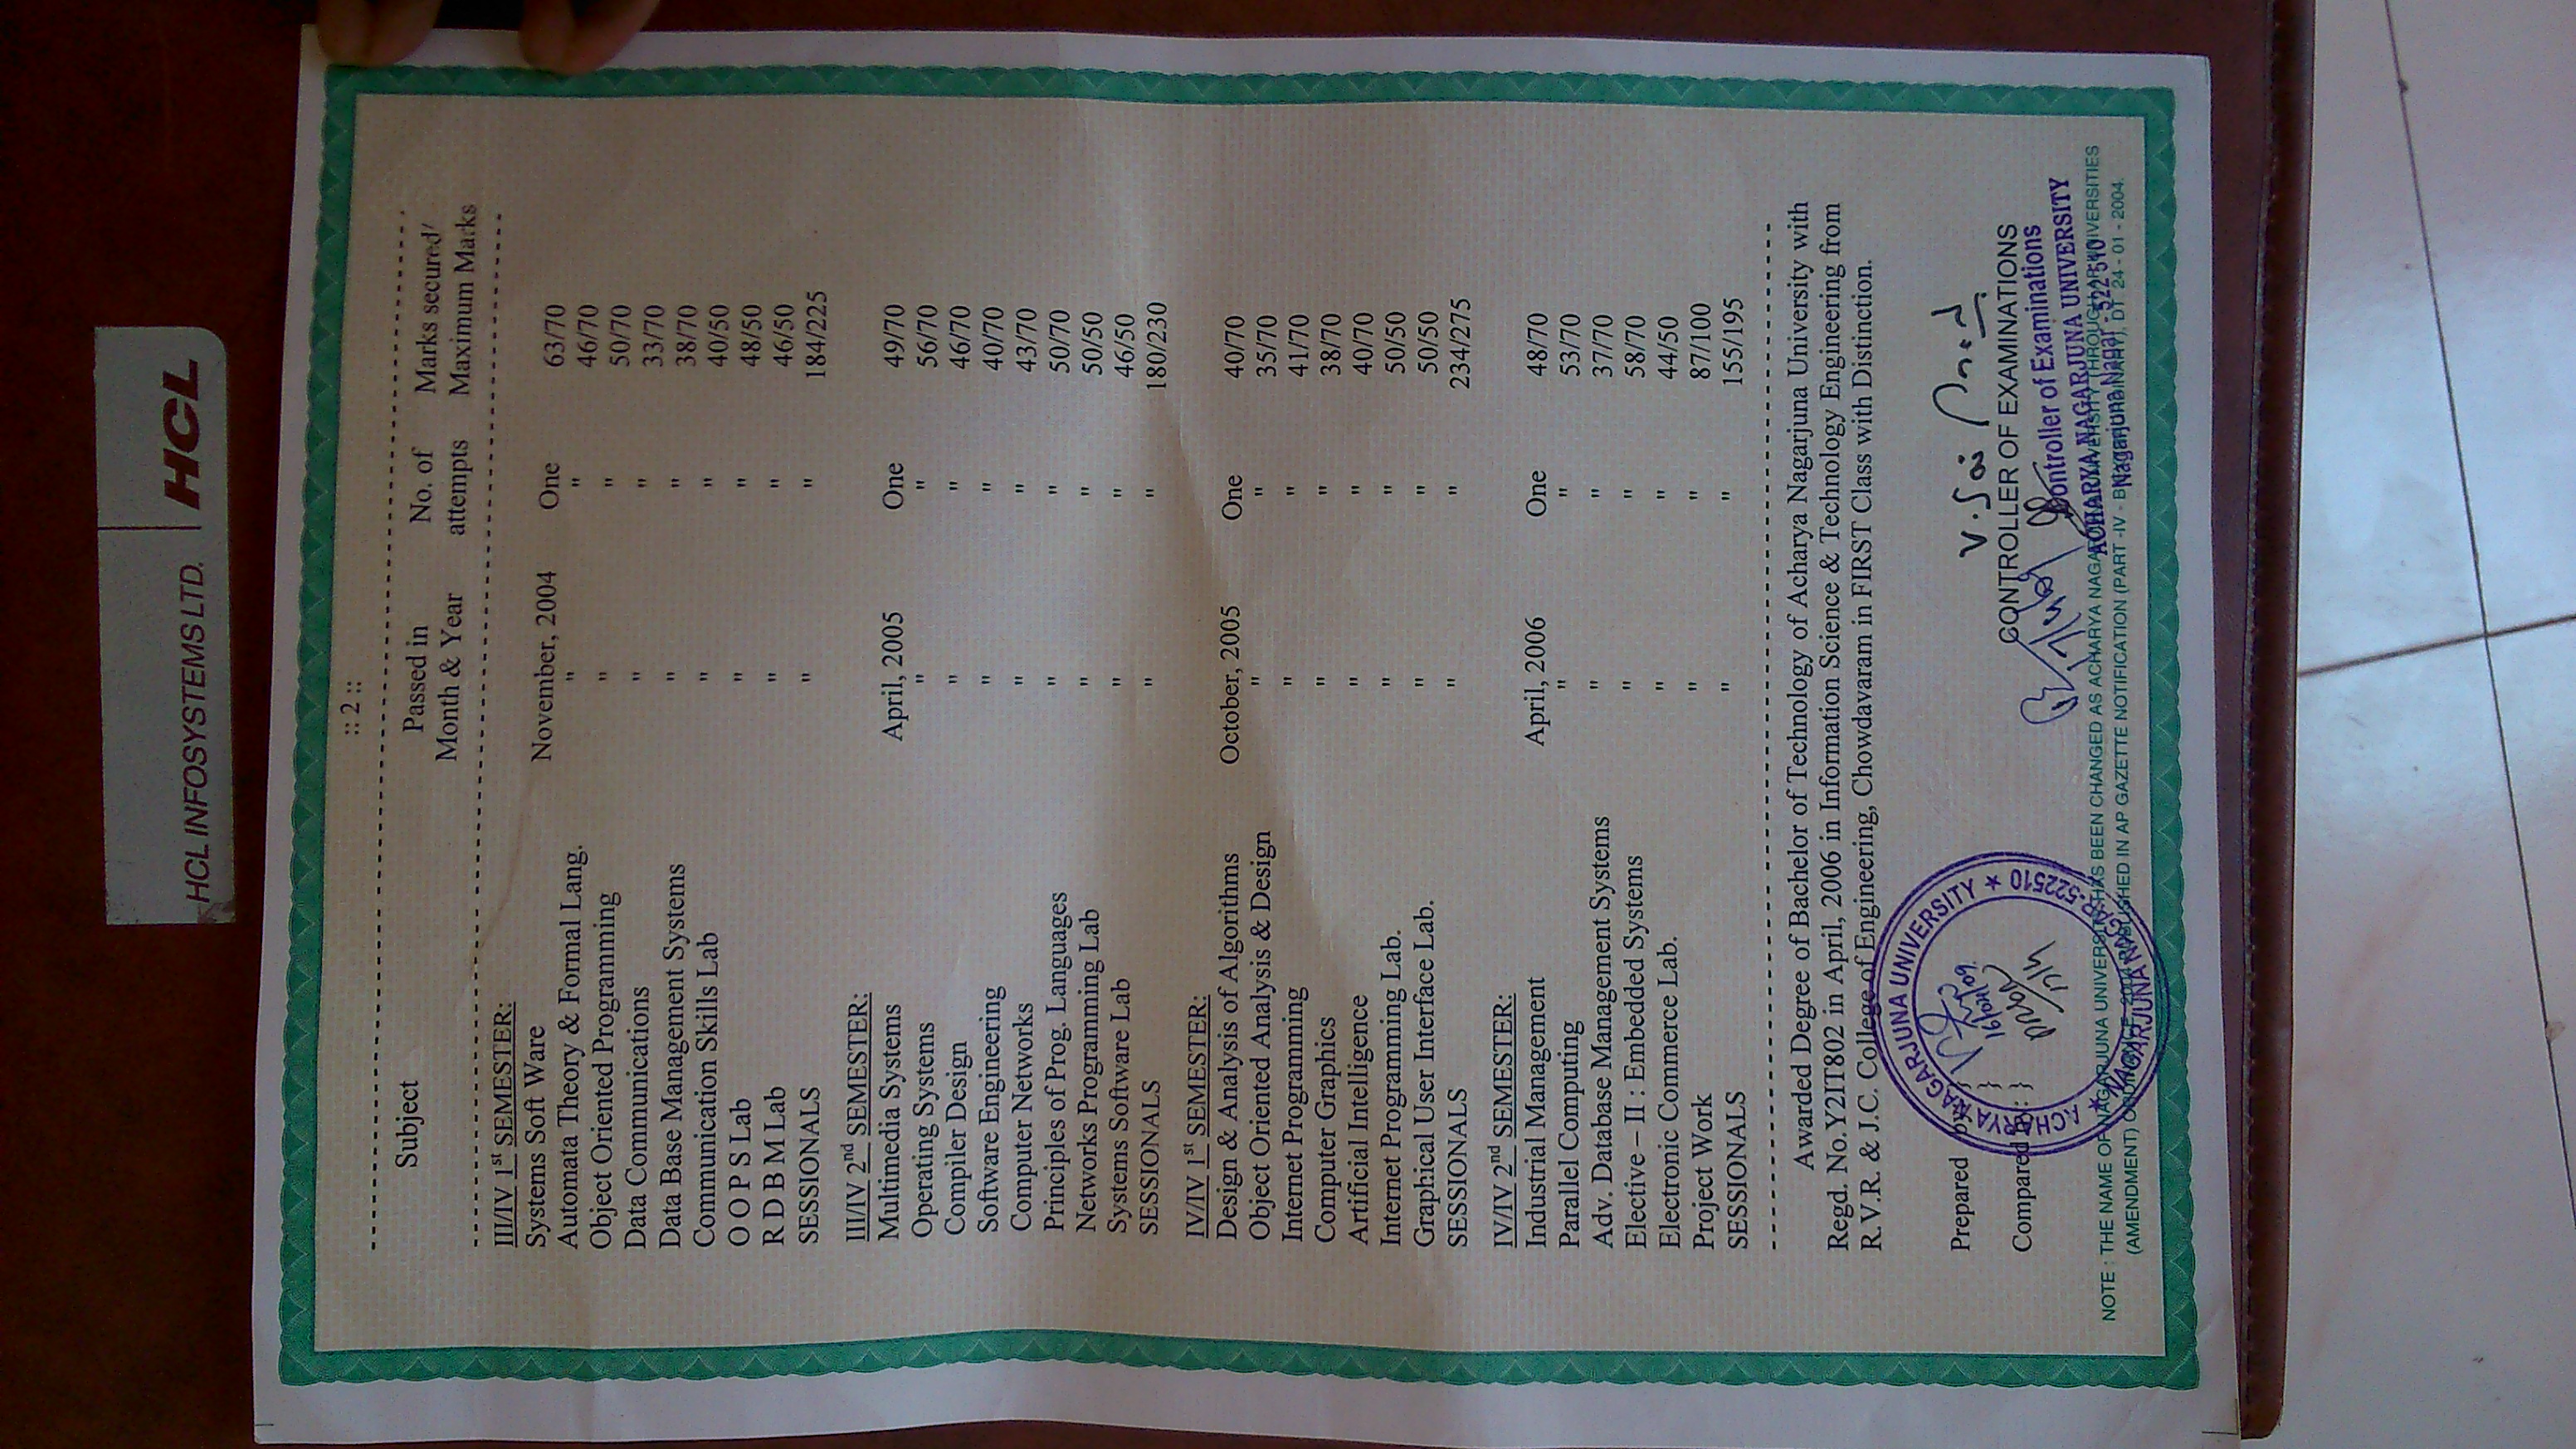 HCL INFOSYSTEMS LTD. HCL
:: 2 ::
Subject Passed in Month & Year No. of attempts Marks secured/ Maximum Marks
III/IV 1st SEMESTER:
Systems Soft Ware November, 2004 One 63/70
Automata Theory & Formal Lang. " " 46/70
Object Oriented Programming " " 50/70
Data Communications " " 33/70
Data Base Management Systems " " 38/70
Communication Skills Lab " " 40/50
O O P S Lab " " 48/50
R D B M Lab " " 46/50
SESSIONALS " " 184/225
III/IV 2nd SEMESTER:
Multimedia Systems April, 2005 One 49/70
Operating Systems " " 56/70
Compiler Design " " 46/70
Software Engineering " " 40/70
Computer Networks " " 43/70
Principles of Prog. Languages " " 50/70
Networks Programming Lab " " 50/50
Systems Software Lab " " 46/50
SESSIONALS " " 180/230
IV/IV 1st SEMESTER:
Design & Analysis of Algorithms October, 2005 One 40/70
Object Oriented Analysis & Design " " 35/70
Internet Programming " " 41/70
Computer Graphics " " 38/70
Artificial Intelligence " " 40/70
Internet Programming Lab. " " 50/50
Graphical User Interface Lab. " " 50/50
SESSIONALS " " 234/275
IV/IV 2nd SEMESTER:
Industrial Management April, 2006 One 48/70
Parallel Computing " " 53/70
Adv. Database Management Systems " " 37/70
Elective – II : Embedded Systems " " 58/70
Electronic Commerce Lab. " " 44/50
Project Work " " 87/100
SESSIONALS " " 155/195
Awarded Degree of Bachelor of Technology of Acharya Nagarjuna University with
Regd. No.Y2IT802 in April, 2006 in Information Science & Technology Engineering from
R.V.R. & J.C. College of Engineering, Chowdavaram in FIRST Class with Distinction.
Prepared by: }
}
Compared by: }
ACHARYA NAGARJUNA UNIVERSITY ★ NAGARJUNA NAGAR-522510 ★
CONTROLLER OF EXAMINATIONS
Controller of Examinations
ACHARYA NAGARJUNA UNIVERSITY
Nagarjuna Nagar - 522 510
NOTE : THE NAME OF NAGARJUNA UNIVERSITY HAS BEEN CHANGED AS ACHARYA NAGARJUNA UNIVERSITY THROUGH AP UNIVERSITIES
(AMENDMENT) ORDINANCE, 2004 PUBLISHED IN AP GAZETTE NOTIFICATION (PART -IV - B EXTRAORDINARY). DT. 24 - 01 - 2004.